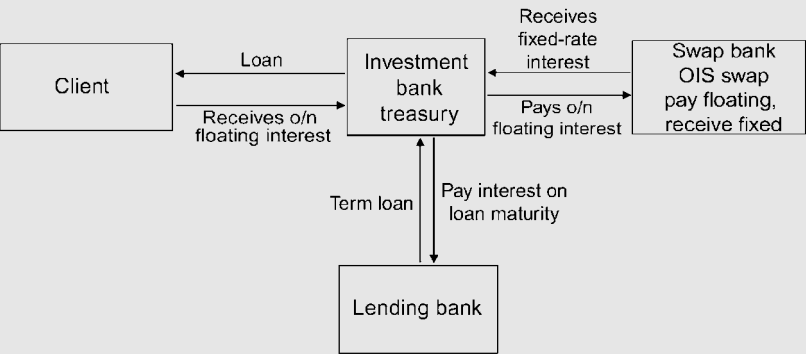 Client
Loan
Receives o/n
floating interest
Investment
bank
treasury
Receives
fixed-rate
interest
Pays o/n
floating interest
Swap bank
OIS swap
pay floating,
receive fixed
Term loan
Pay interest on
loan maturity
Lending bank